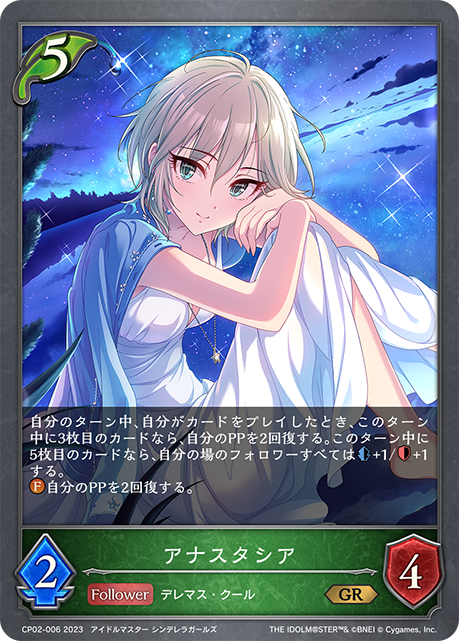 5
自分のターン中、自分がカードをプレイしたとき、このターン
中に3枚目のカードなら、自分のPPを2回復する。このターン中に
5枚目のカードなら、自分の場のフォロワーすべては+1/+1
する。
F 自分のPPを2回復する。
アナスタシア
2
Follower デレマス・クール GR
4
CP02-006 2023 アイドルマスター シンデレラガールズ THE IDOLM@STER™& ©BNEI © Cygames, Inc.